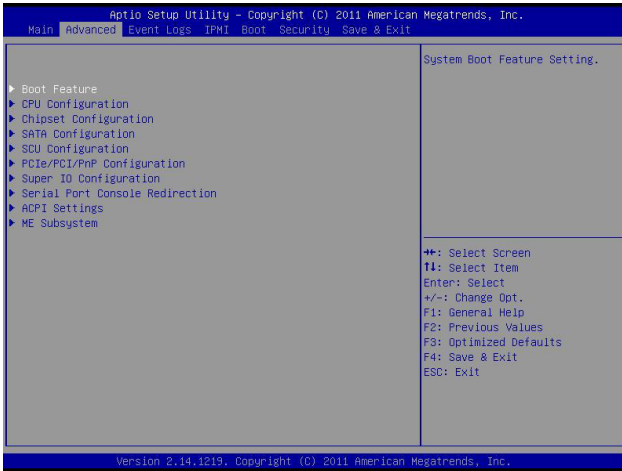 Aptio Setup Utility – Copyright (C) 2011 American Megatrends, Inc.
Main Advanced Event Logs IPMI Boot Security Save & Exit
System Boot Feature Setting.
▶ Boot Feature
▶ CPU Configuration
▶ Chipset Configuration
▶ SATA Configuration
▶ SCU Configuration
▶ PCIe/PCI/PnP Configuration
▶ Super IO Configuration
▶ Serial Port Console Redirection
▶ ACPI Settings
▶ ME Subsystem
→←: Select Screen
↑↓: Select Item
Enter: Select
+/-: Change Opt.
F1: General Help
F2: Previous Values
F3: Optimized Defaults
F4: Save & Exit
ESC: Exit
Version 2.14.1219. Copyright (C) 2011 American Megatrends, Inc.